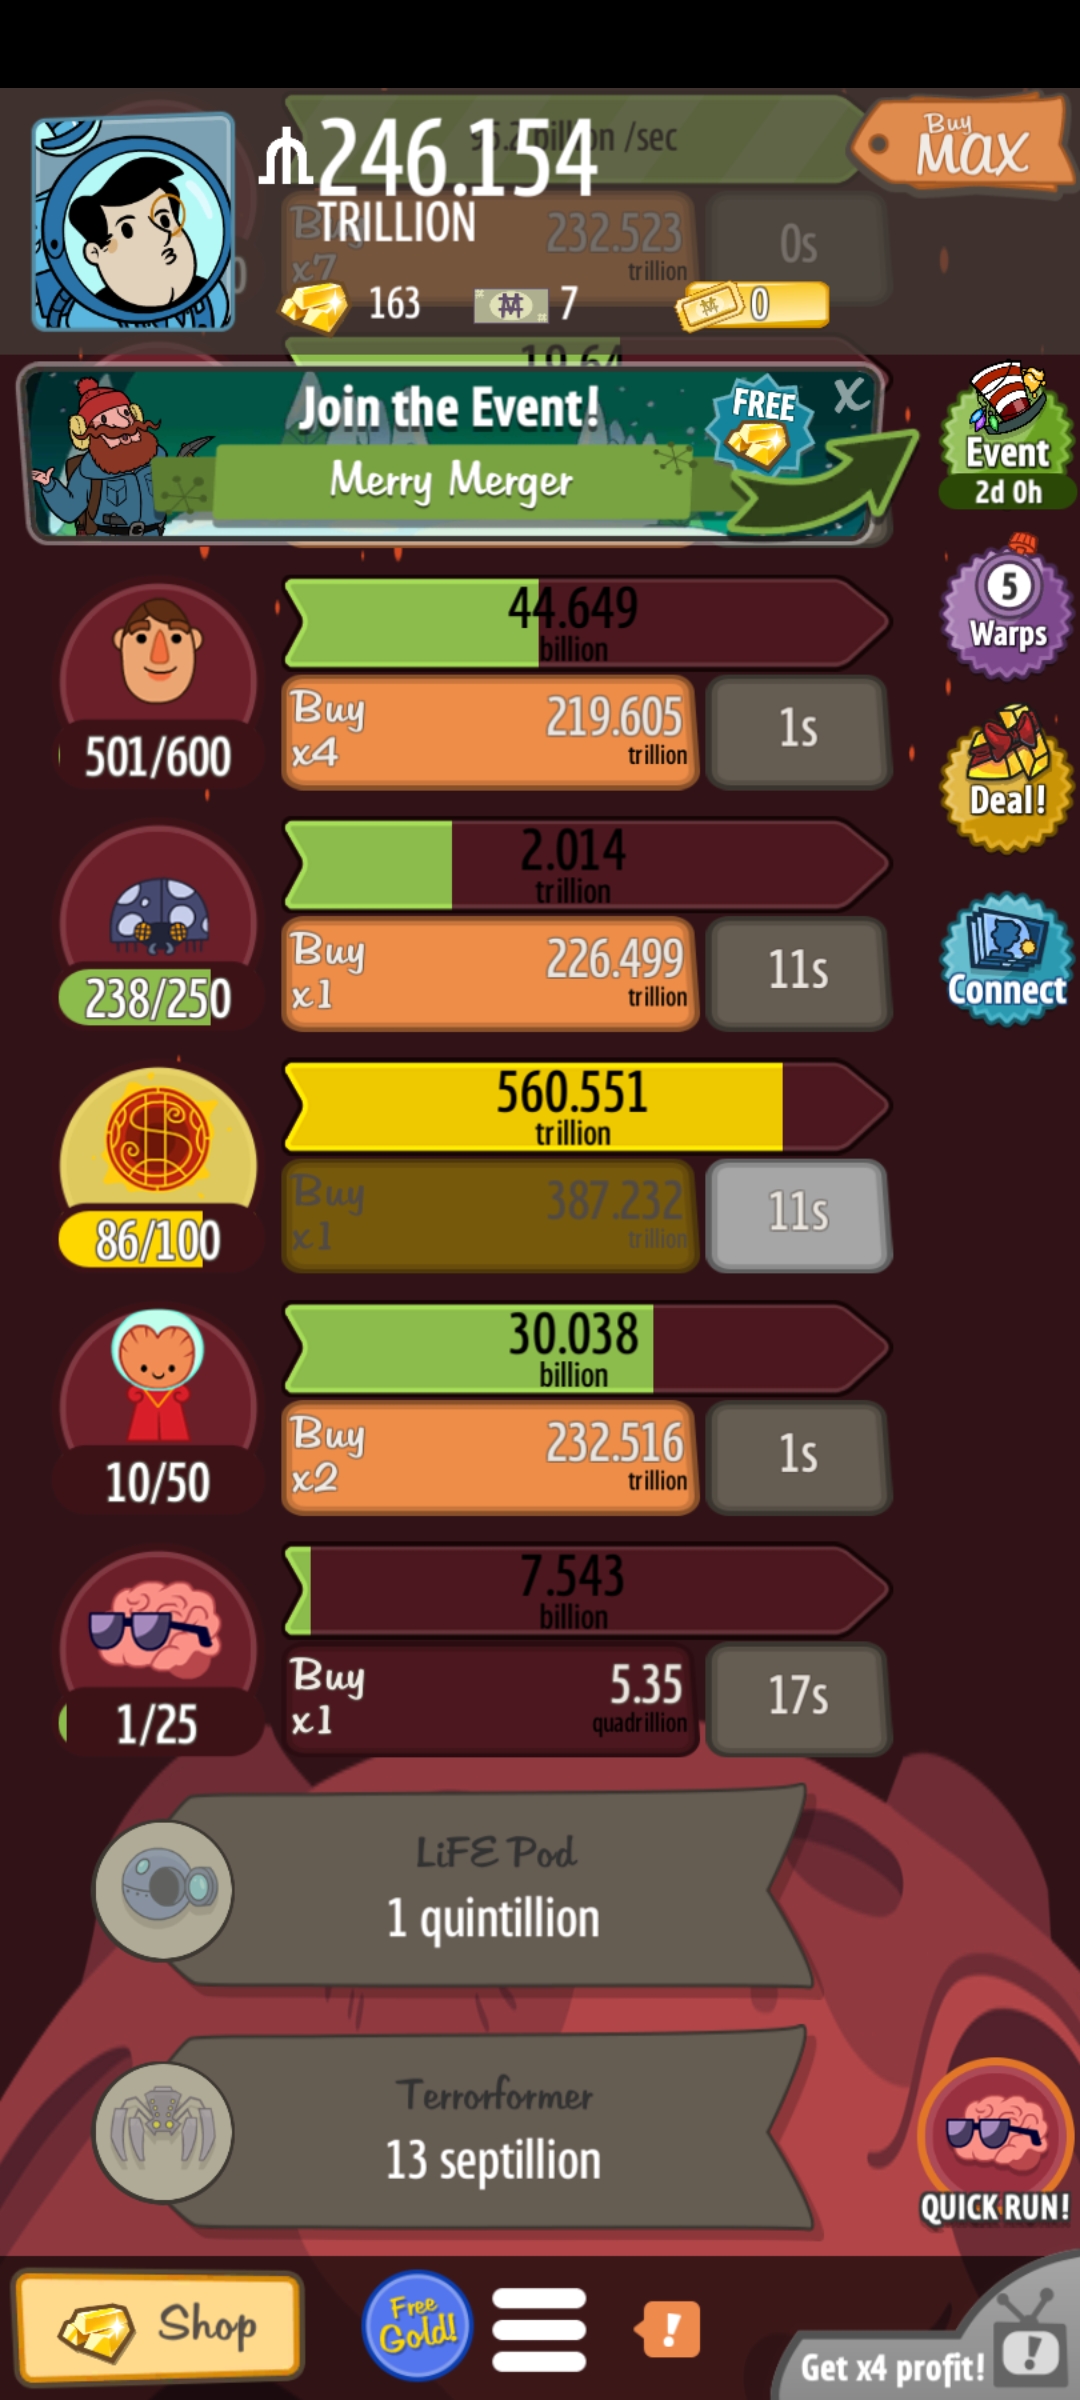 246.154
TRILLION
Buy
MAX
Buy
x7
232.523
trillion
0s
163
7
0
Join the Event!
FREE
X
Merry Merger
Event
2d 0h
44.649
billion
5
Warps
Buy
x4
219.605
trillion
1s
501/600
Deal!
2.014
trillion
Buy
x1
226.499
trillion
11s
238/250
Connect
560.551
trillion
Buy
x1
387.232
trillion
11s
86/100
30.038
billion
Buy
x2
232.516
trillion
1s
10/50
7.543
billion
Buy
x1
5.35
quadrillion
17s
1/25
LiFE Pod
1 quintillion
Terrorformer
13 septillion
QUICK RUN!
Shop
Free
Gold!
!
Get x4 profit!
!